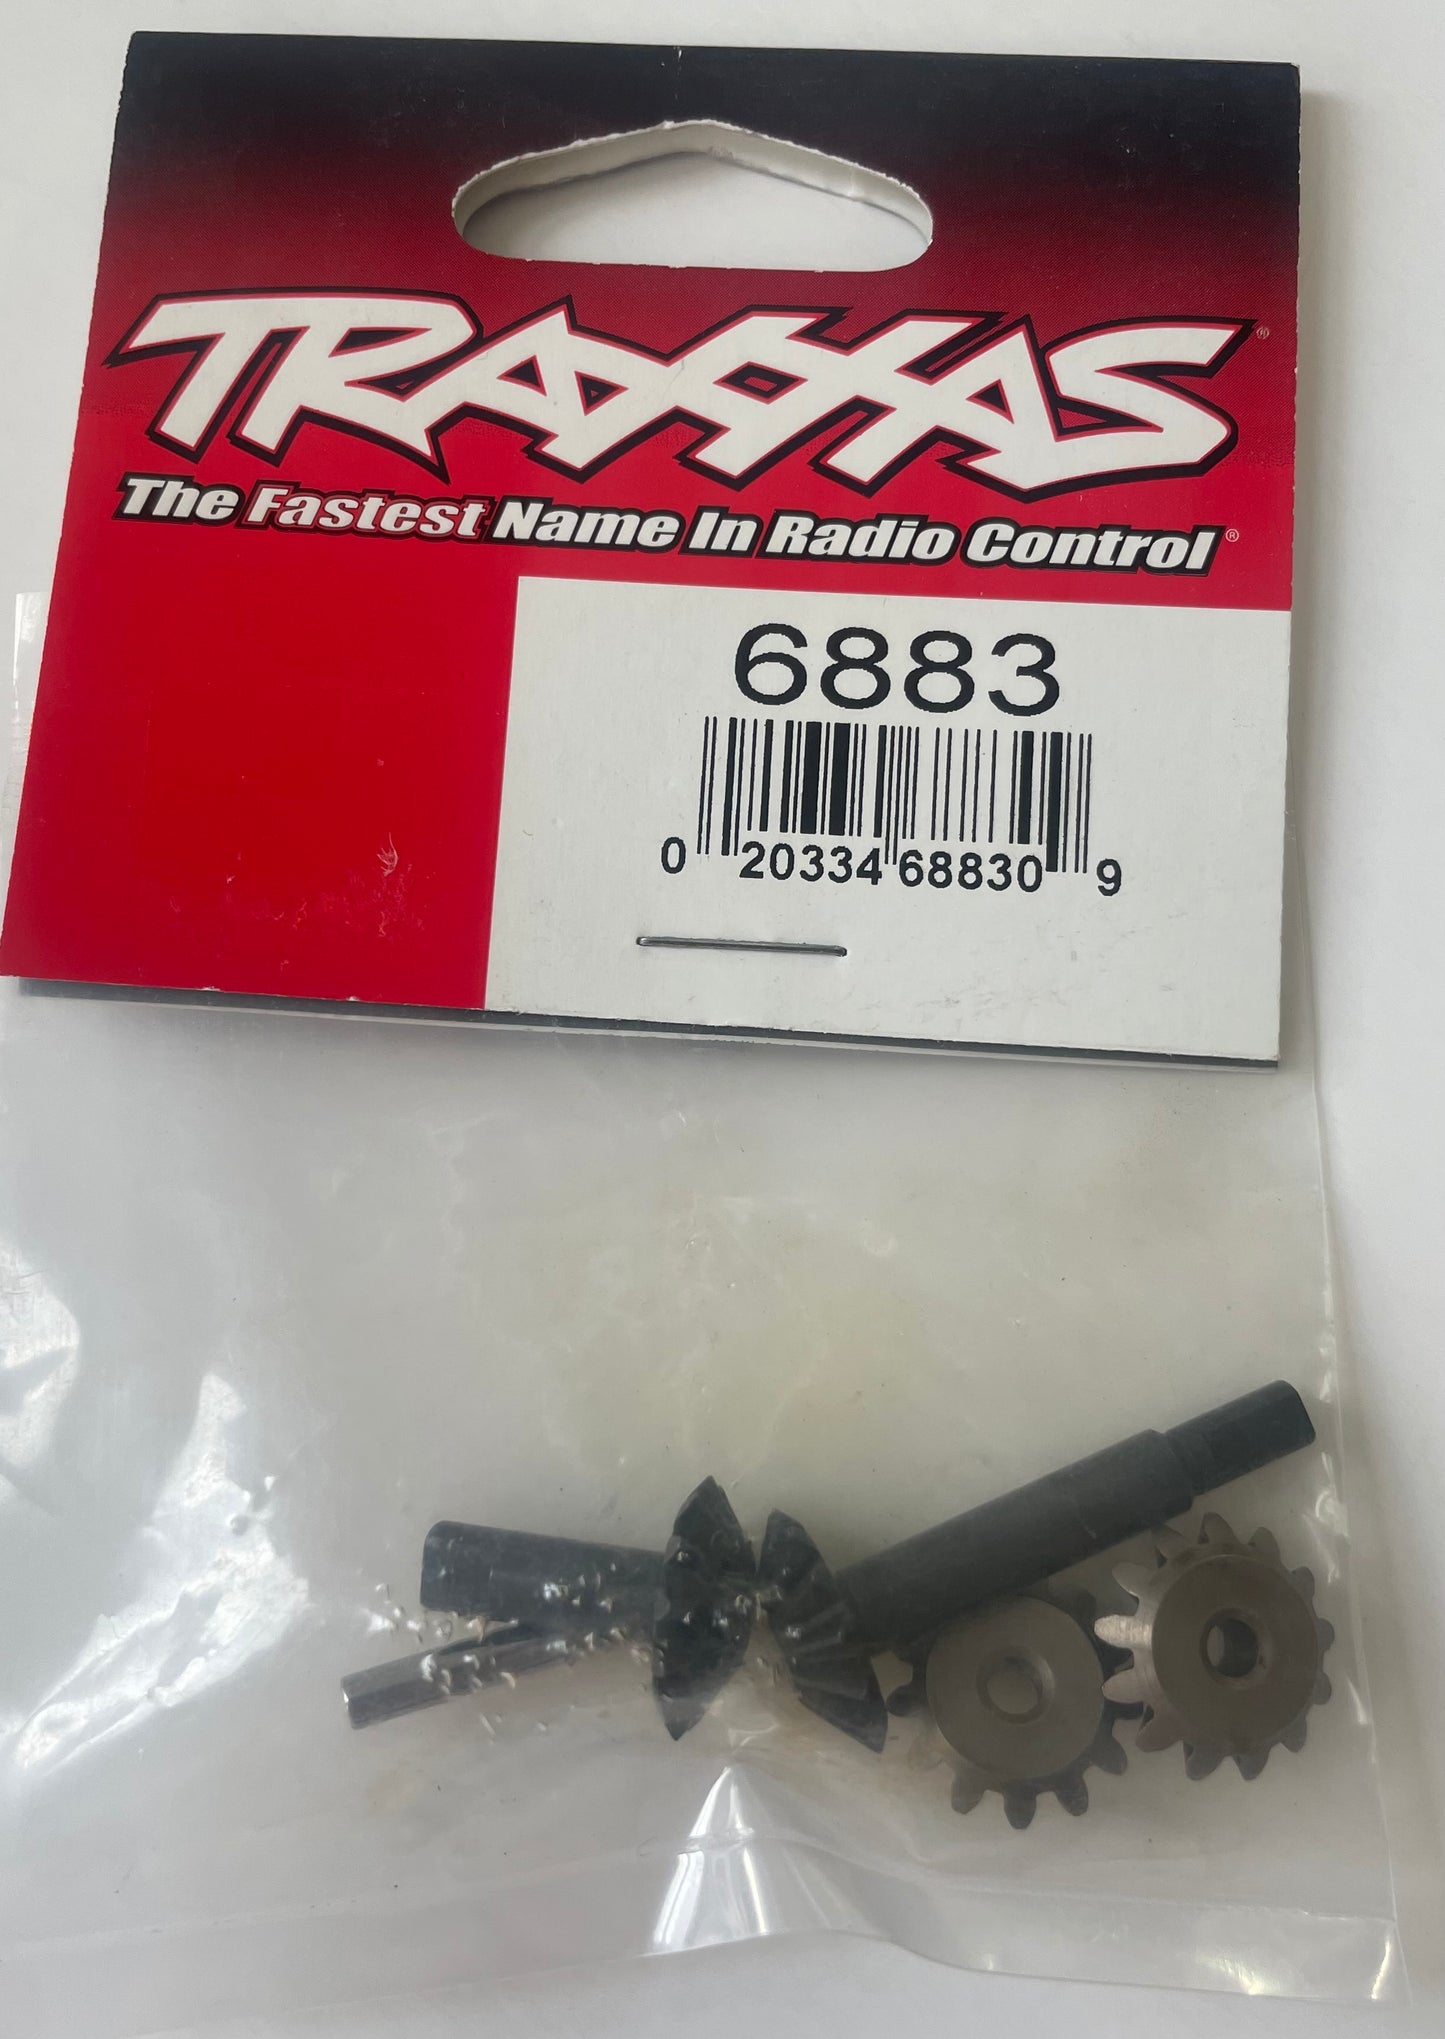 TRAXXAS®
The Fastest Name In Radio Control®
6883
0 20334 68830 9